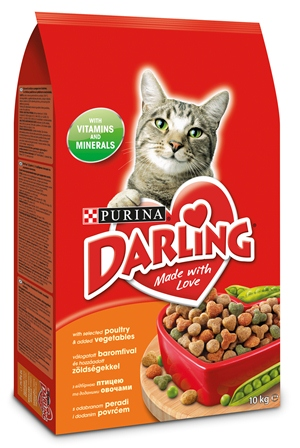 WITH
VITAMINS
AND
MINERALS
PURINA
DARLING
Made with
Love
with selected poultry
& added vegetables
válogatott baromfival
és hozzáadott
zöldségekkel
птицею
овочами
z odabranom peradi
i dodatnim povrćem
10 kg e